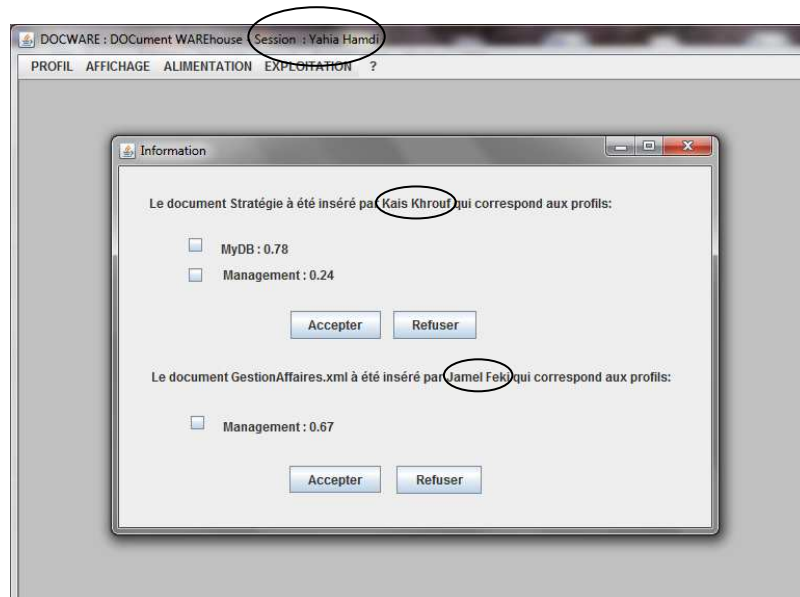 DOCWARE : DOCument WAREhouse - Session : Yahia Hamdi
PROFIL AFFICHAGE ALIMENTATION EXPLOITATION ?
Information
Le document Stratégie à été inséré par Kais Khrouf qui correspond aux profils:
MyDB : 0.78
Management : 0.24
Accepter Refuser
Le document GestionAffaires.xml à été inséré par Jamel Feki qui correspond aux profils:
Management : 0.67
Accepter Refuser